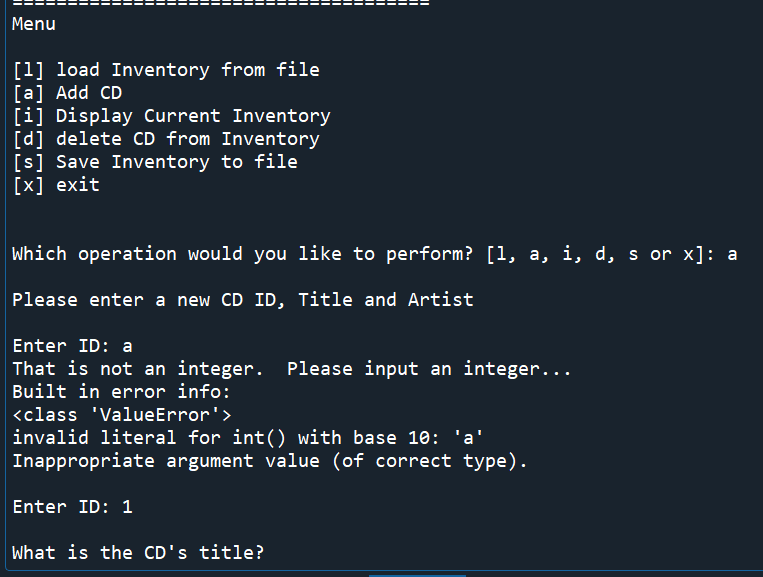 ======================================
Menu
[l] load Inventory from file
[a] Add CD
[i] Display Current Inventory
[d] delete CD from Inventory
[s] Save Inventory to file
[x] exit
Which operation would you like to perform? [l, a, i, d, s or x]: a
Please enter a new CD ID, Title and Artist
Enter ID: a
That is not an integer.  Please input an integer...
Built in error info:
<class 'ValueError'>
invalid literal for int() with base 10: 'a'
Inappropriate argument value (of correct type).
Enter ID: 1
What is the CD's title?